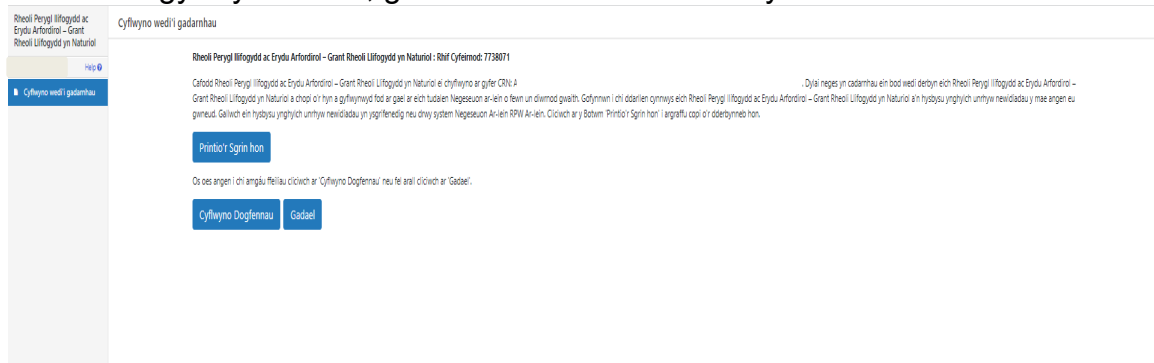 Rheoli Perygl llifogydd ac
Erydu Arfordirol – Grant
Rheoli Llifogydd yn Naturiol
Cyflwyno wedi'i gadarnhau
Help
Cyflwyno wedi'i gadarnhau
Rheoli Perygl llifogydd ac Erydu Arfordirol – Grant Rheoli Llifogydd yn Naturiol : Rhif Cyfeirnod: 7738071
Cafodd Rheoli Perygl llifogydd ac Erydu Arfordirol – Grant Rheoli Llifogydd yn Naturiol ei chyflwyno ar gyfer CRN: A . Dylai neges yn cadarnhau ein bod wedi derbyn eich Rheoli Perygl llifogydd ac Erydu Arfordirol –
Grant Rheoli Llifogydd yn Naturiol a chopi o'r hyn a gyflwynwyd fod ar gael ar eich tudalen Negeseuon ar-lein o fewn un diwrnod gwaith. Gofynnwn i chi ddarllen cynnwys eich Rheoli Perygl llifogydd ac Erydu Arfordirol – Grant Rheoli Llifogydd yn Naturiol a'n hysbysu ynghylch unrhyw newidiadau y mae angen eu
gwneud. Gallwch ein hysbysu ynghylch unrhyw newidiadau yn ysgrifenedig neu drwy system Negeseuon Ar-lein RPW Ar-lein. Cliciwch ar y Botwm 'Printio'r Sgrin hon' i argraffu copi o'r dderbynneb hon.
Printio'r Sgrin hon
Os oes angen i chi amgáu ffeiliau cliciwch ar 'Cyflwyno Dogfennau' neu fel arall cliciwch ar 'Gadael'.
Cyflwyno Dogfennau
Gadael